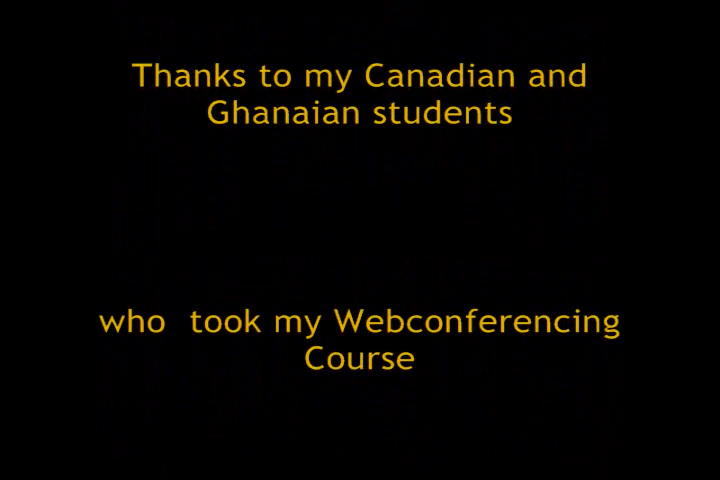 Thanks to my Canadian and
Ghanaian students
who  took my Webconferencing
Course